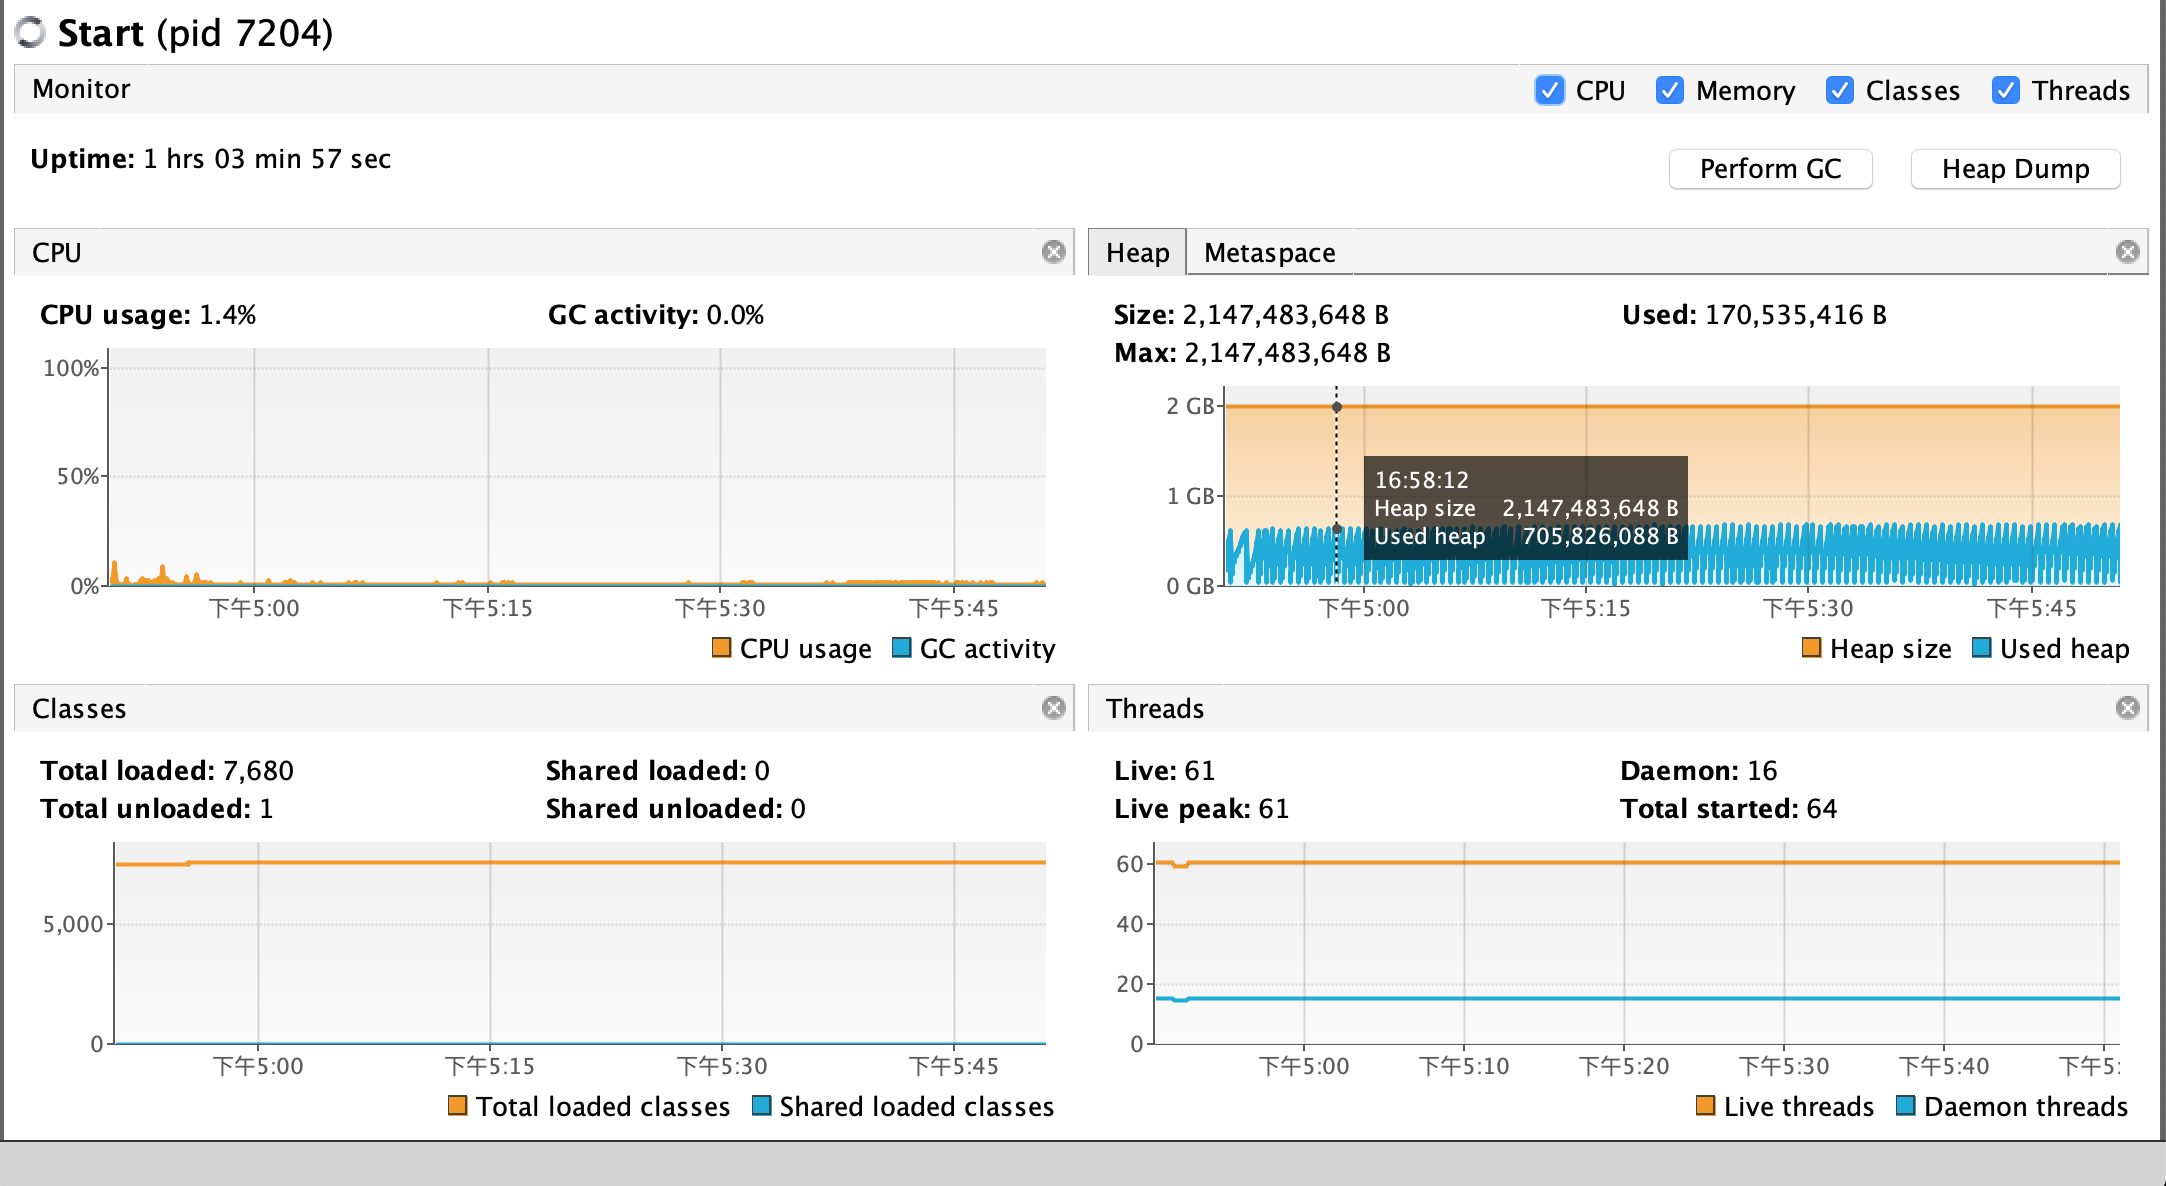 Start (pid 7204)
Monitor
CPU Memory Classes Threads
Uptime: 1 hrs 03 min 57 sec
Perform GC Heap Dump
CPU
CPU usage: 1.4% GC activity: 0.0%
100%
50%
0%
下午5:00 下午5:15 下午5:30 下午5:45
CPU usage GC activity
Heap Metaspace
Size: 2,147,483,648 B Used: 170,535,416 B
Max: 2,147,483,648 B
2 GB
1 GB
0 GB
16:58:12
Heap size 2,147,483,648 B
Used heap 705,826,088 B
下午5:00 下午5:15 下午5:30 下午5:45
Heap size Used heap
Classes
Total loaded: 7,680 Shared loaded: 0
Total unloaded: 1 Shared unloaded: 0
5,000
0
下午5:00 下午5:15 下午5:30 下午5:45
Total loaded classes Shared loaded classes
Threads
Live: 61 Daemon: 16
Live peak: 61 Total started: 64
60
40
20
0
下午5:00 下午5:10 下午5:20 下午5:30 下午5:40 下午5:
Live threads Daemon threads